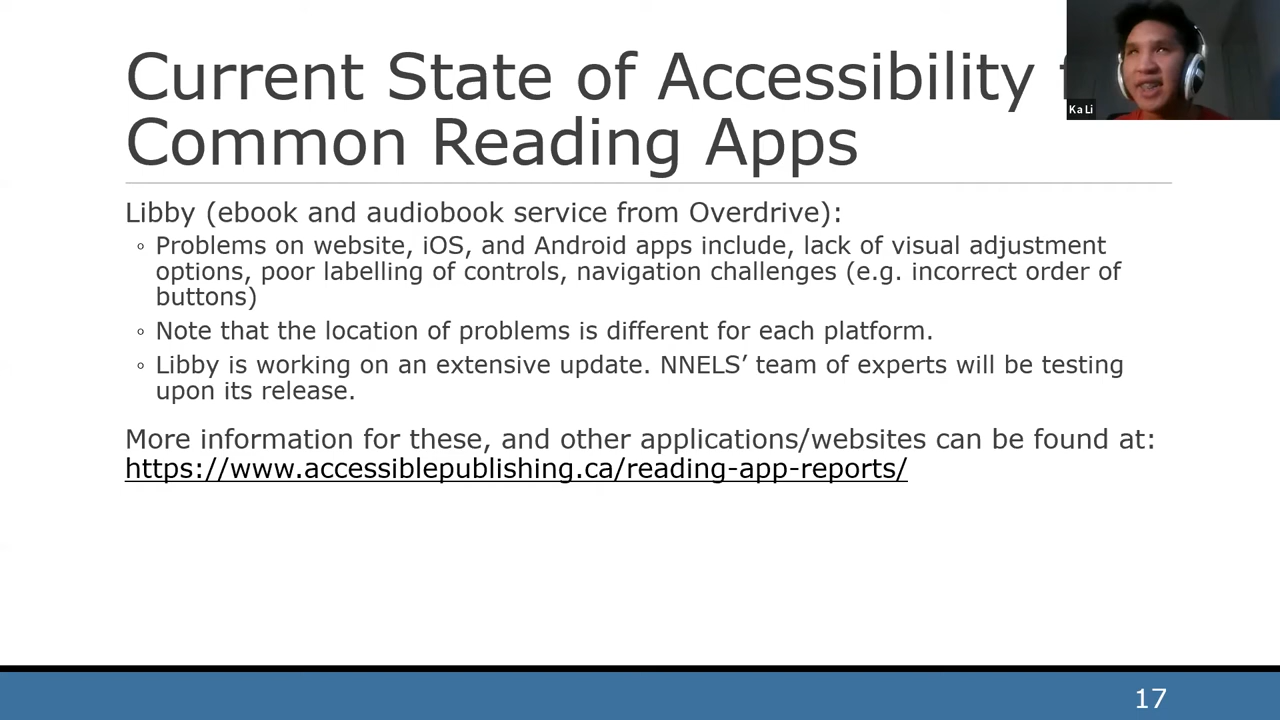 Current State of Accessibility
Common Reading Apps
Ka Li
Libby (ebook and audiobook service from Overdrive):
◦ Problems on website, iOS, and Android apps include, lack of visual adjustment
options, poor labelling of controls, navigation challenges (e.g. incorrect order of
buttons)
◦ Note that the location of problems is different for each platform.
◦ Libby is working on an extensive update. NNELS’ team of experts will be testing
upon its release.
More information for these, and other applications/websites can be found at:
https://www.accessiblepublishing.ca/reading-app-reports/
17